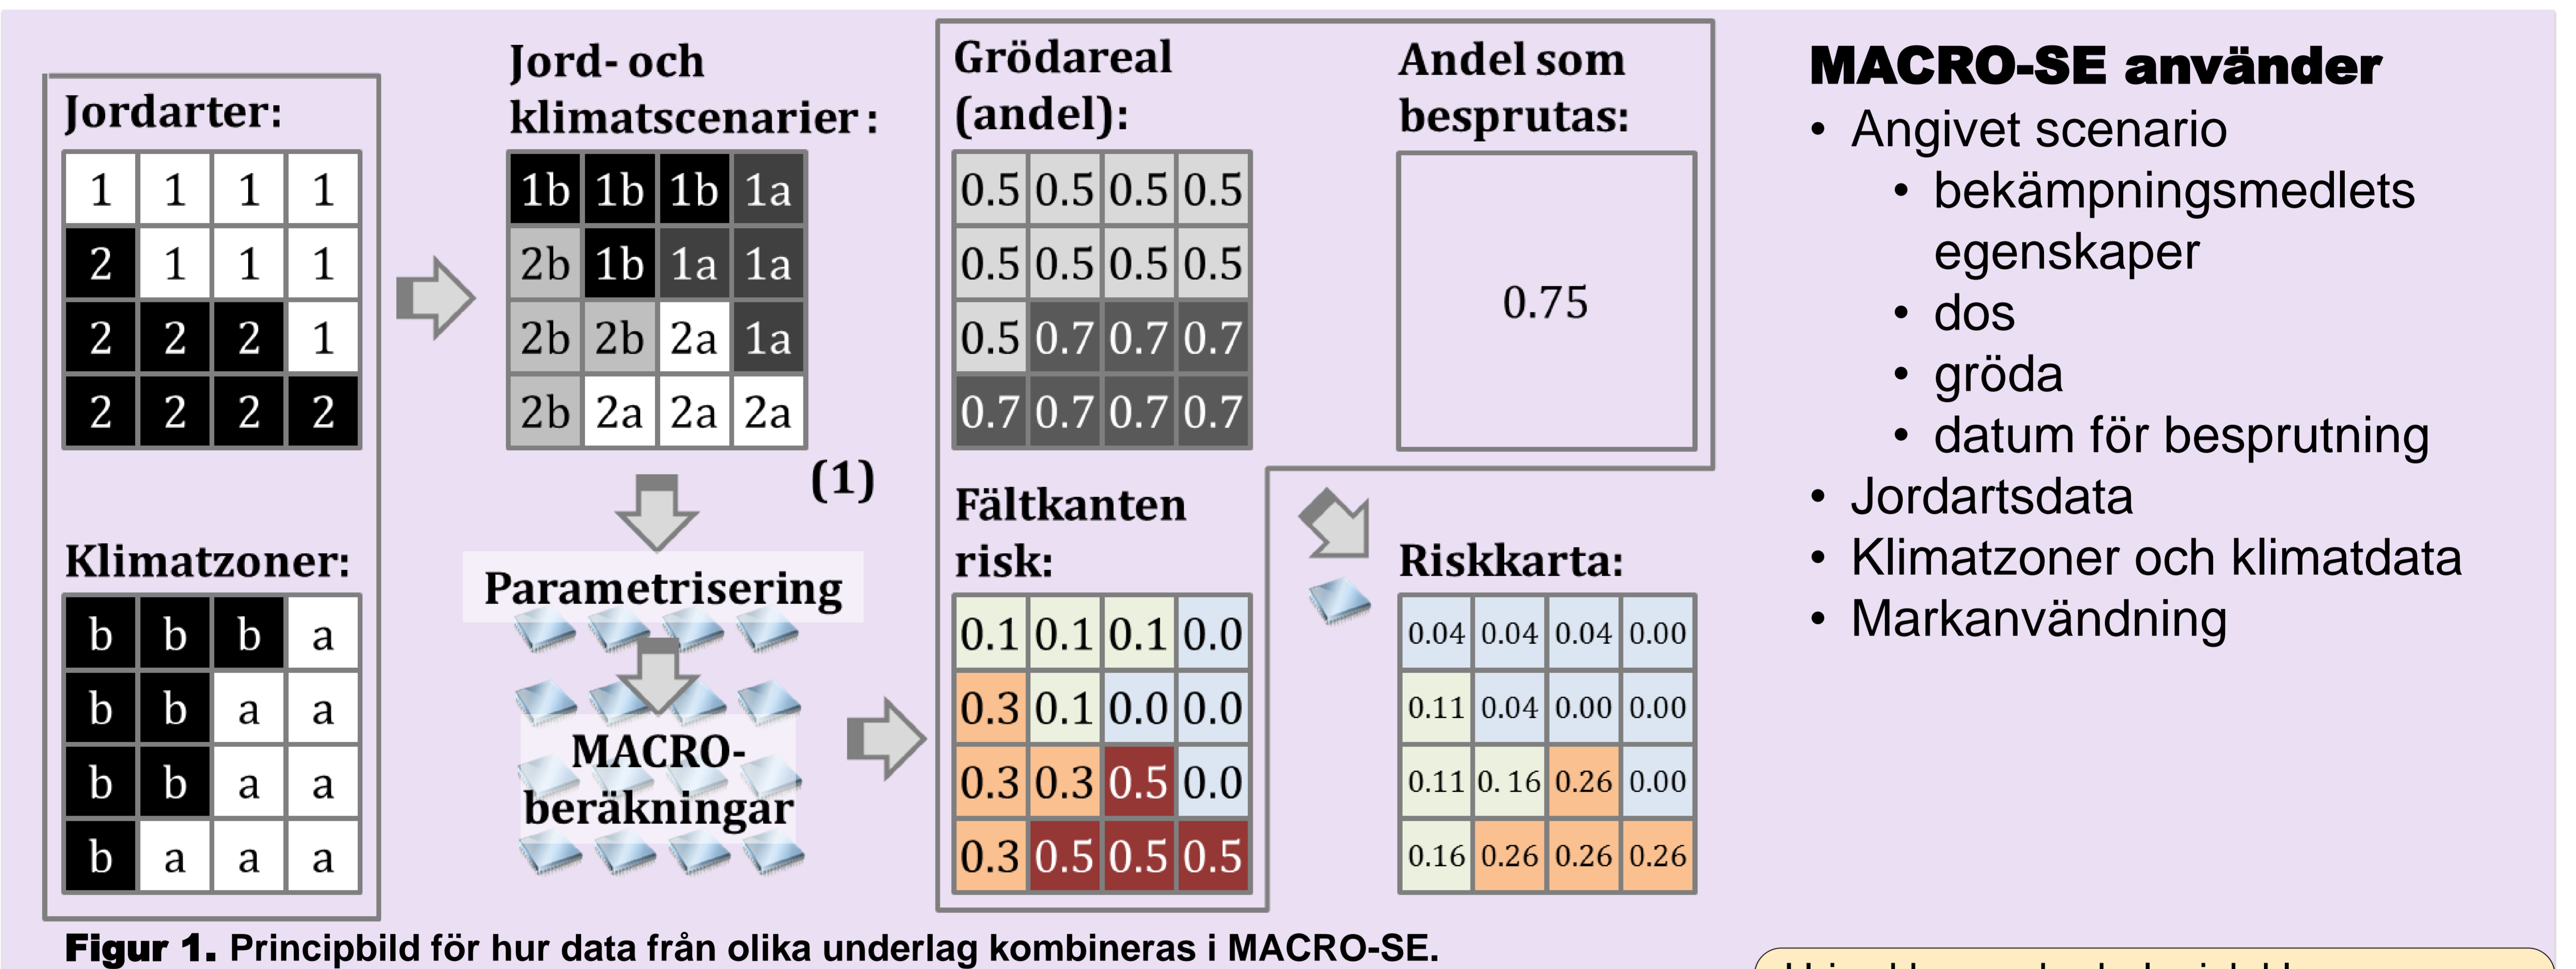 Jordarter:
1 1 1 1
2 1 1 1
2 2 2 1
2 2 2 2
Klimatzoner:
b b b a
b b a a
b b a a
b a a a
Jord- och
klimatscenarier :
1b 1b 1b 1a
2b 1b 1a 1a
2b 2b 2a 1a
2b 2a 2a 2a
(1)
Parametrisering
MACRO-
beräkningar
Grödareal
(andel):
0.5 0.5 0.5 0.5
0.5 0.5 0.5 0.5
0.5 0.7 0.7 0.7
0.7 0.7 0.7 0.7
Andel som
besprutas:
0.75
Fältkanten
risk:
0.1 0.1 0.1 0.0
0.3 0.1 0.0 0.0
0.3 0.3 0.5 0.0
0.3 0.5 0.5 0.5
Riskkarta:
0.04 0.04 0.04 0.00
0.11 0.04 0.00 0.00
0.11 0. 16 0.26 0.00
0.16 0.26 0.26 0.26
Figur 1. Principbild för hur data från olika underlag kombineras i MACRO-SE.
MACRO-SE använder
• Angivet scenario
• bekämpningsmedlets
egenskaper
• dos
• gröda
• datum för besprutning
• Jordartsdata
• Klimatzoner och klimatdata
• Markanvändning